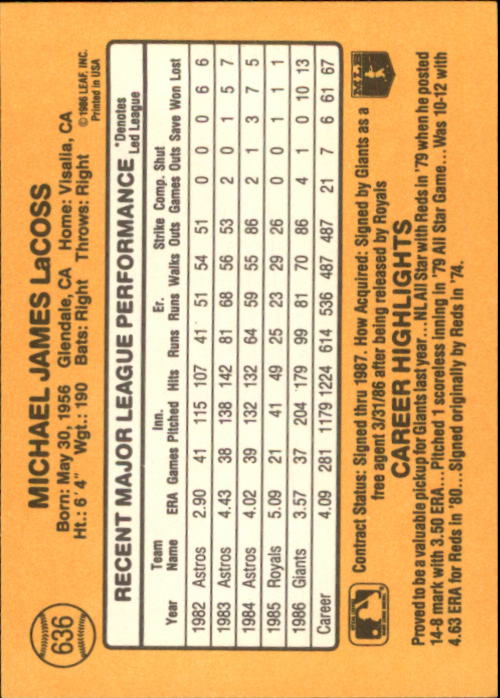 636
MICHAEL JAMES LaCOSS
Born: May 30, 1956 Glendale, CA Home: Visalia, CA
Ht.: 6'4" Wgt.: 190 Bats: Right Throws: Right
©1986 LEAF, INC.
Printed in USA
RECENT MAJOR LEAGUE PERFORMANCE *Denotes Led League
Year Team Name ERA Games Inn. Pitched Hits Runs Er. Runs Walks Strike Outs Comp. Games Shut Outs Save Won Lost
1982 Astros 2.90 41 115 107 41 51 54 51 0 0 0 6 6
1983 Astros 4.43 38 138 142 81 68 56 53 2 0 1 5 7
1984 Astros 4.02 39 132 132 64 59 55 86 2 1 3 7 5
1985 Royals 5.09 21 41 49 25 23 29 26 0 0 1 1 1
1986 Giants 3.57 37 204 179 99 81 70 86 4 1 0 10 13
Career 4.09 281 1179 1224 614 536 487 487 21 7 6 61 67
Contract Status: Signed thru 1987. How Acquired: Signed by Giants as a
free agent 3/31/86 after being released by Royals
MLB
CAREER HIGHLIGHTS
Proved to be a valuable pickup for Giants last year...NL All Star with Reds in '79 when he posted
14-8 mark with 3.50 ERA...Pitched 1 scoreless inning in '79 All Star Game...Was 10-12 with
4.63 ERA for Reds in '80...Signed originally by Reds in '74.